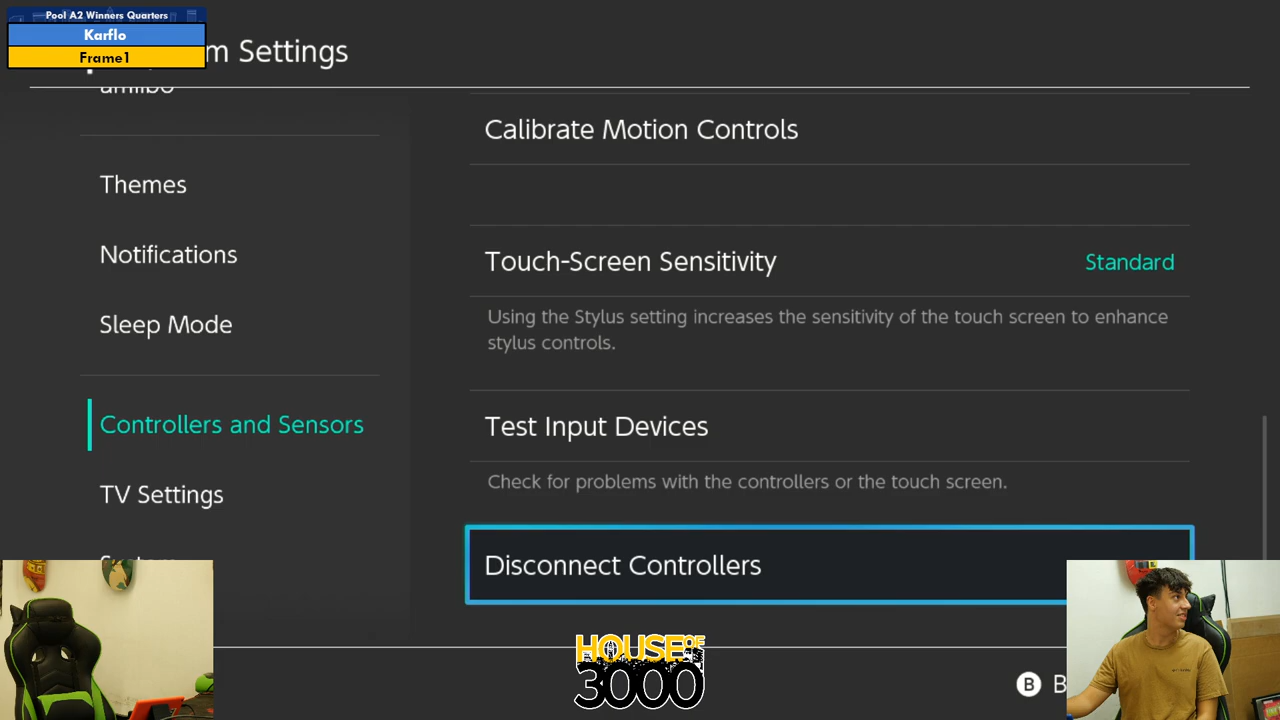 Pool A2 Winners Quarters
Karflo
Frame1
m Settings
amiibo
Themes
Notifications
Sleep Mode
Controllers and Sensors
TV Settings
Calibrate Motion Controls
Touch-Screen Sensitivity Standard
Using the Stylus setting increases the sensitivity of the touch screen to enhance
stylus controls.
Test Input Devices
Check for problems with the controllers or the touch screen.
Disconnect Controllers
HOUSE OF
3000
B B